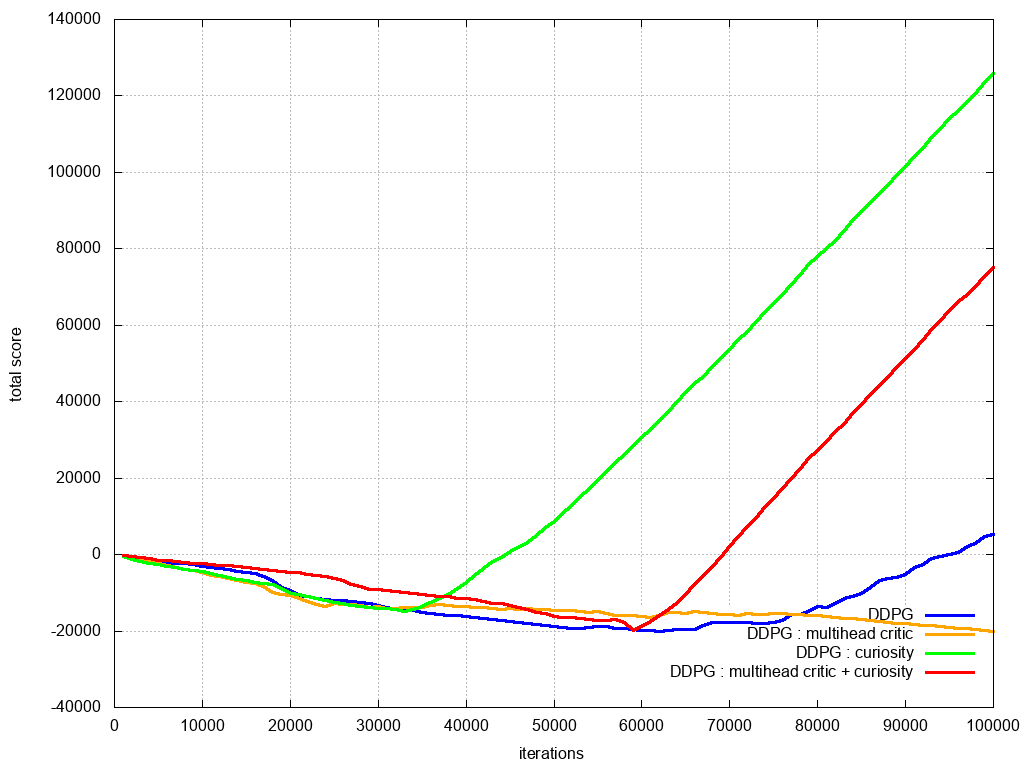 140000
120000
100000
80000
60000
40000
20000
0
-20000
-40000
total score
DDPG
DDPG : multihead critic
DDPG : curiosity
DDPG : multihead critic + curiosity
0 10000 20000 30000 40000 50000 60000 70000 80000 90000 100000
iterations